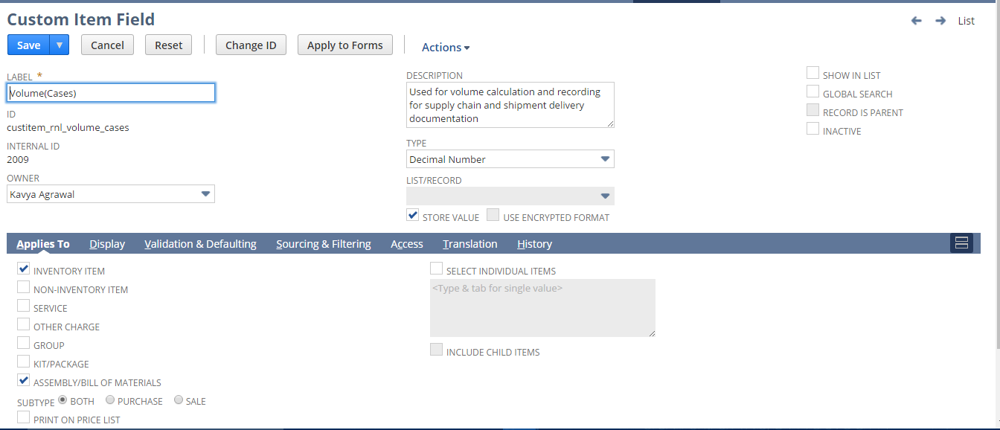 Custom Item Field
List
Save
Cancel
Reset
Change ID
Apply to Forms
Actions
LABEL *
Volume(Cases)
ID
custitem_rnl_volume_cases
INTERNAL ID
2009
OWNER
Kavya Agrawal
DESCRIPTION
Used for volume calculation and recording
for supply chain and shipment delivery
documentation
TYPE
Decimal Number
LIST/RECORD
STORE VALUE
USE ENCRYPTED FORMAT
SHOW IN LIST
GLOBAL SEARCH
RECORD IS PARENT
INACTIVE
Applies To
Display
Validation & Defaulting
Sourcing & Filtering
Access
Translation
History
INVENTORY ITEM
NON-INVENTORY ITEM
SERVICE
OTHER CHARGE
GROUP
KIT/PACKAGE
ASSEMBLY/BILL OF MATERIALS
SUBTYPE BOTH PURCHASE SALE
PRINT ON PRICE LIST
SELECT INDIVIDUAL ITEMS
<Type & tab for single value>
INCLUDE CHILD ITEMS